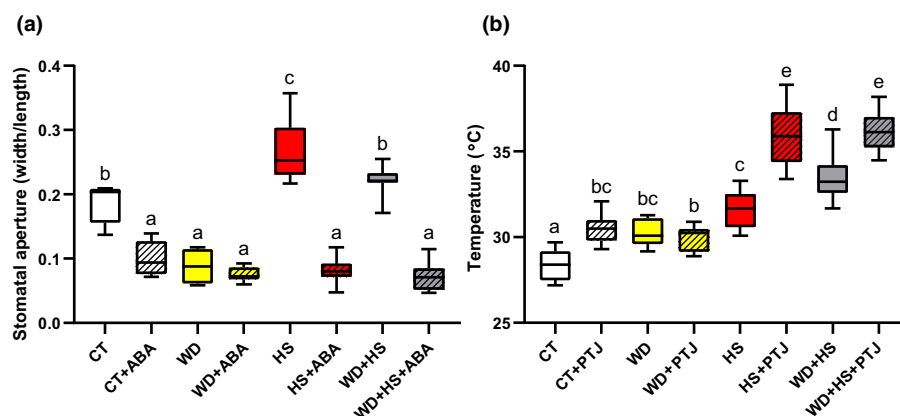 (a)
Stomatal aperture (width/length)
0.4
0.3
0.2
0.1
0.0
b
a
a
a
c
a
b
a
CT
CT+ABA
WD
WD+ABA
HS
HS+ABA
WD+HS
WD+HS+ABA
(b)
Temperature (°C)
40
35
30
25
a
bc
bc
b
c
e
d
e
CT
CT+PTJ
WD
WD+PTJ
HS
HS+PTJ
WD+HS
WD+HS+PTJ